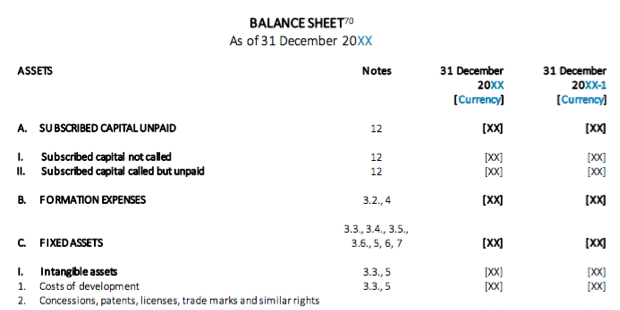 BALANCE SHEET70
As of 31 December 20XX
ASSETS Notes 31 December 31 December
20XX 20XX-1
[Currency] [Currency]
A. SUBSCRIBED CAPITAL UNPAID 12 [XX] [XX]
I. Subscribed capital not called 12 [XX] [XX]
II. Subscribed capital called but unpaid 12 [XX] [XX]
B. FORMATION EXPENSES 3.2., 4 [XX] [XX]
3.3., 3.4., 3.5.,
C. FIXED ASSETS 3.6., 5, 6, 7 [XX] [XX]
I. Intangible assets 3.3., 5 [XX] [XX]
1. Costs of development 3.3., 5 [XX] [XX]
2. Concessions, patents, licenses, trade marks and similar rights